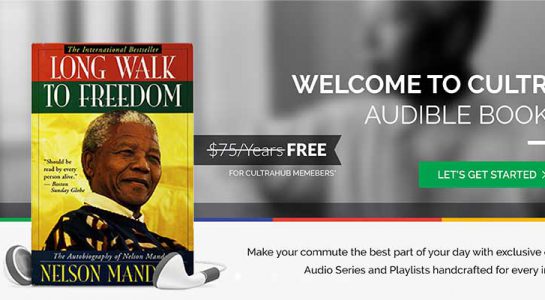 The International Bestseller
LONG WALK
TO FREEDOM
"Should be
read by every
person alive."
— Boston
Sunday Globe
The Autobiography of Nelson Mand
NELSON MAND
$75/Years FREE
FOR CULTRAHUB MEMEBERS'
WELCOME TO CULTR
AUDIBLE BOOK
LET'S GET STARTED >
Make your commute the best part of your day with exclusive
Audio Series and Playlists handcrafted for every